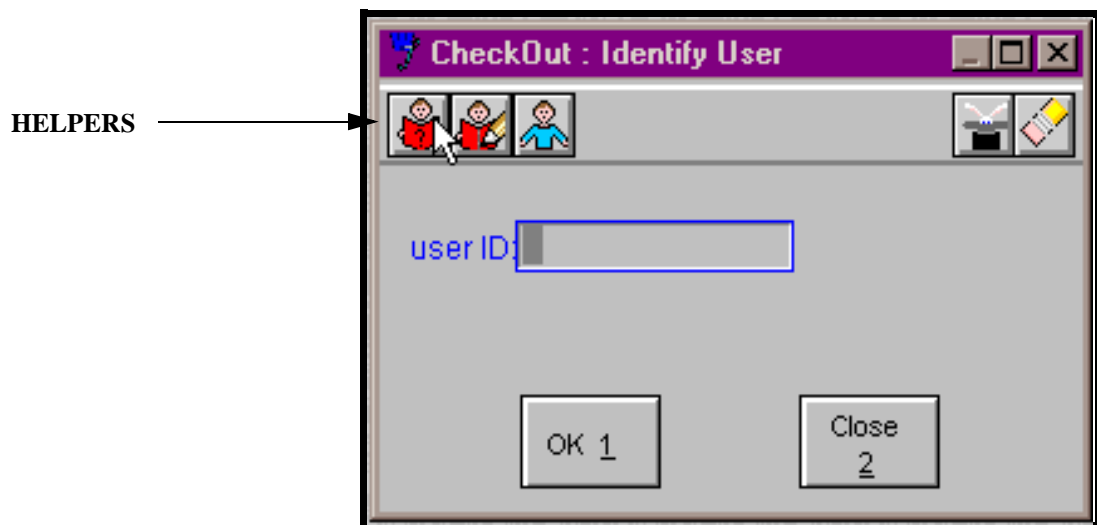 CheckOut : Identify User
HELPERS
?
user ID:
OK 1
Close
2